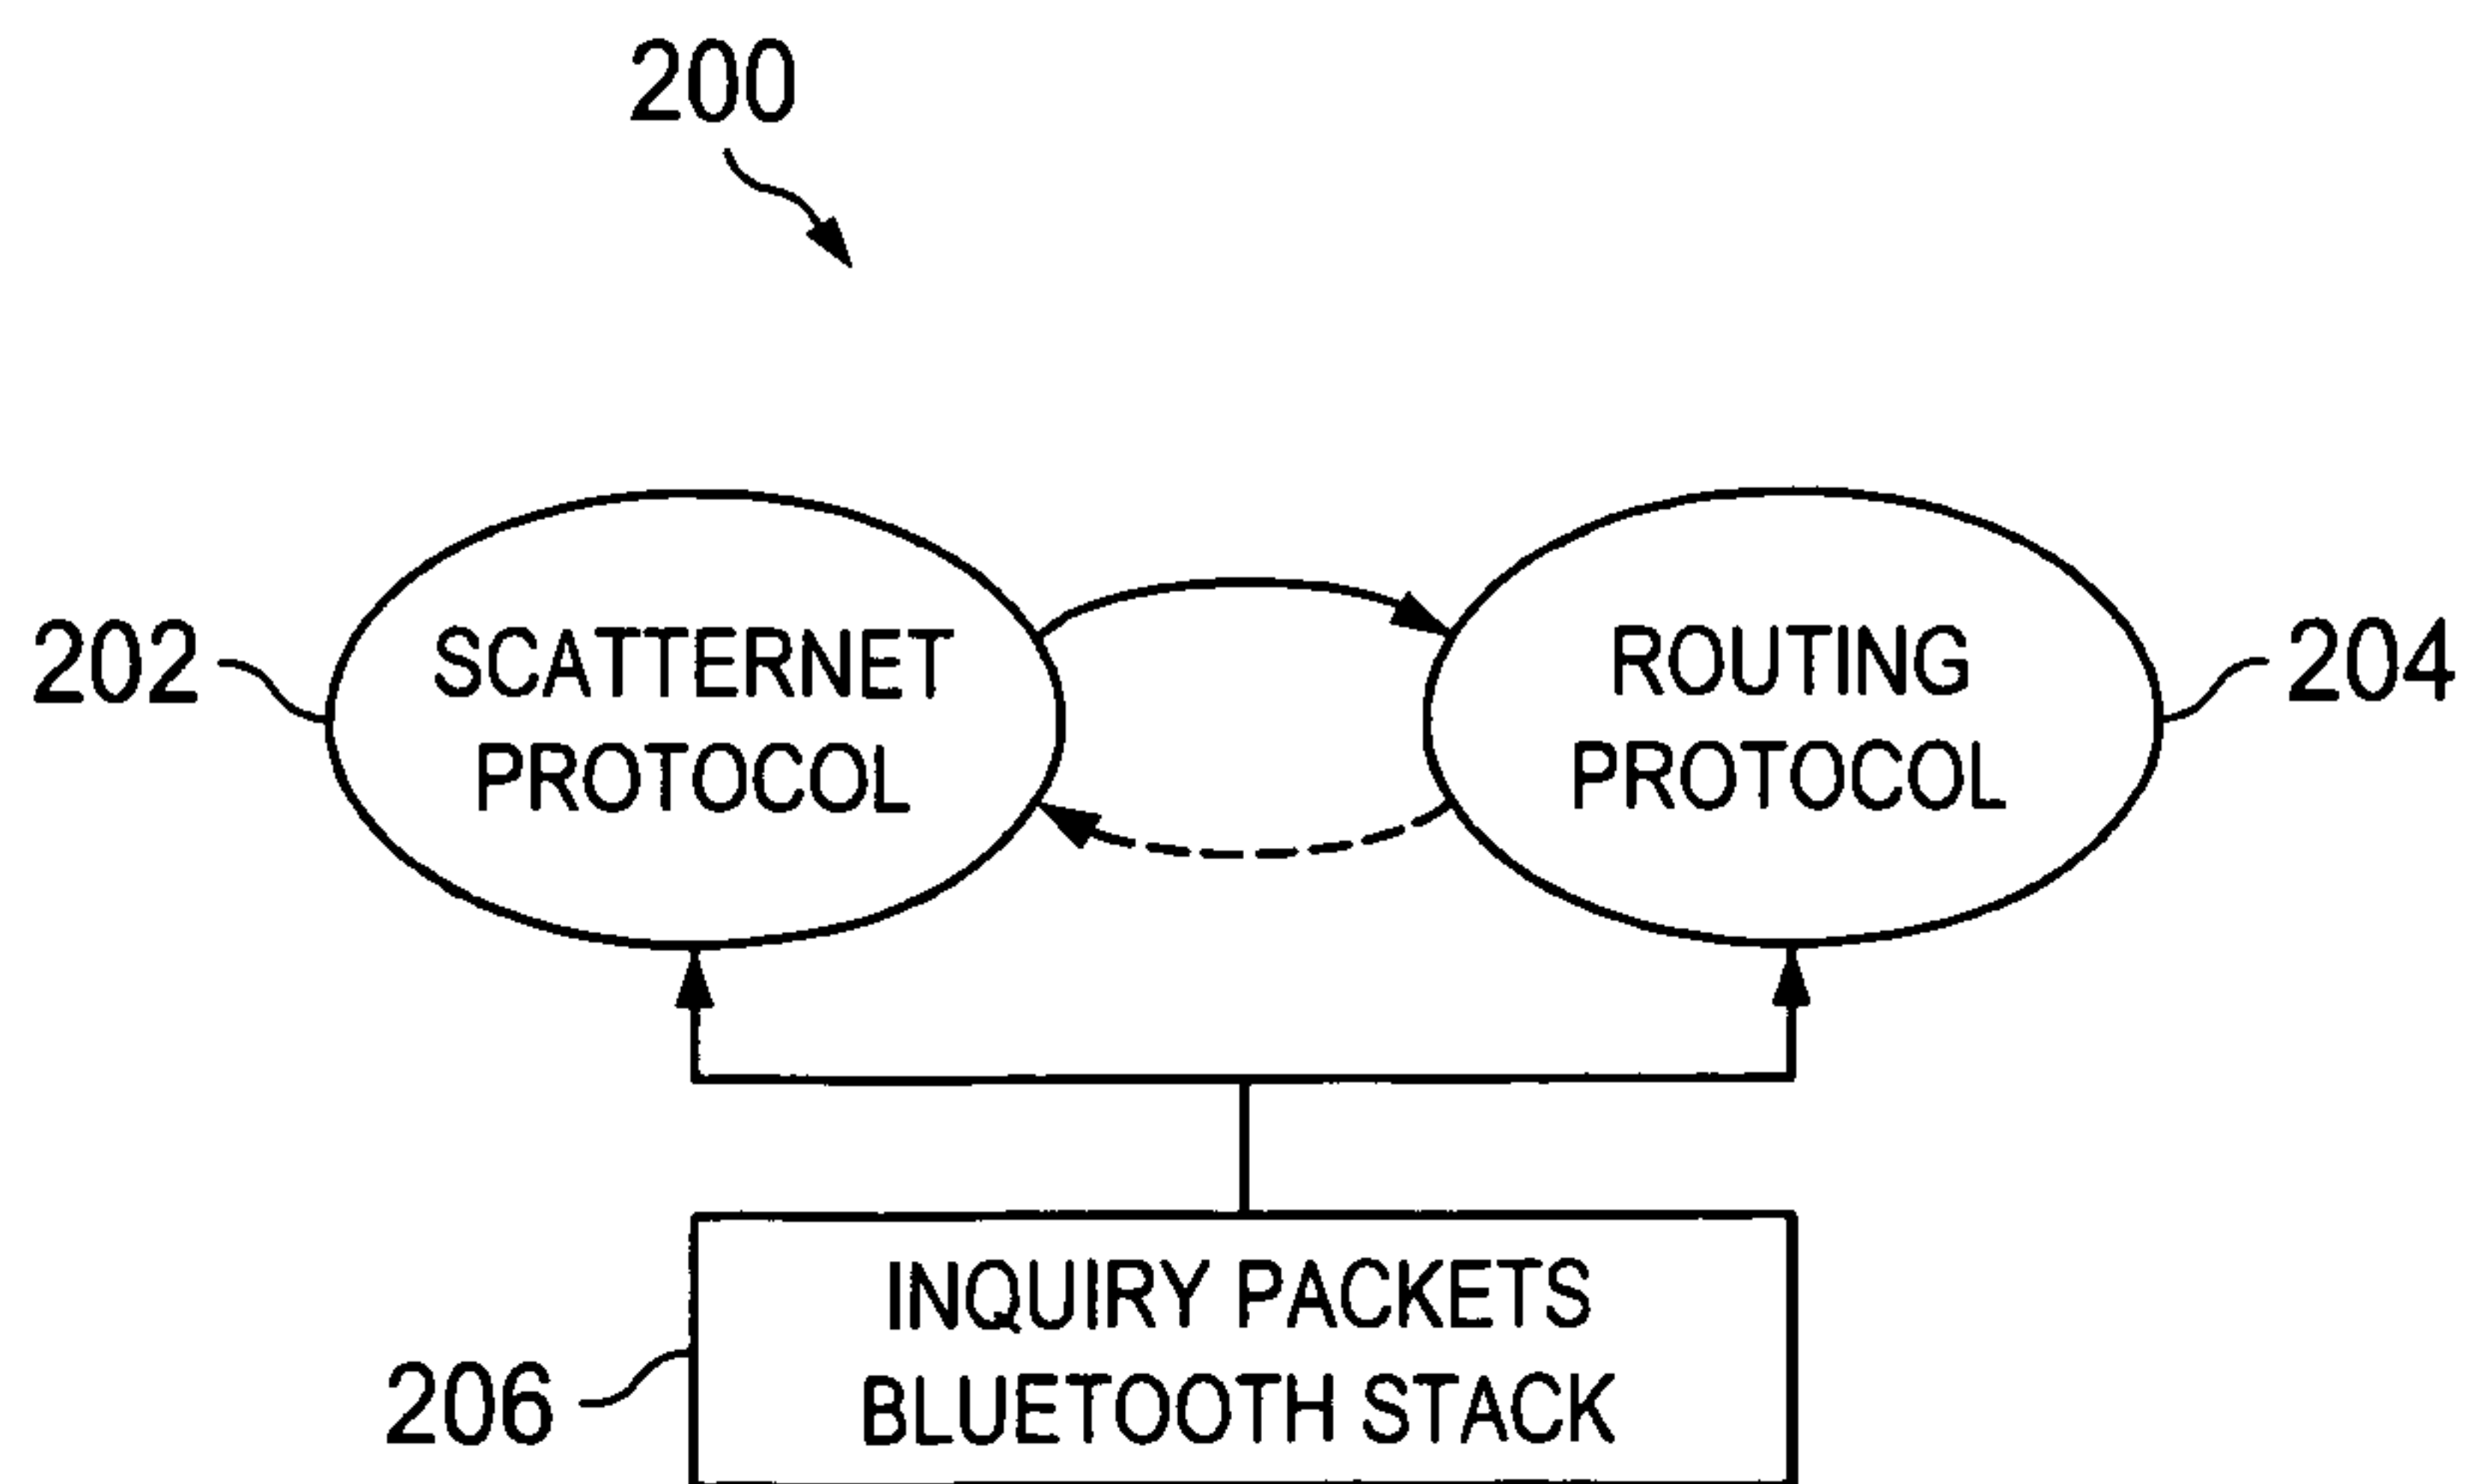 200
202
SCATTERNET
PROTOCOL
ROUTING
PROTOCOL
204
INQUIRY PACKETS
BLUETOOTH STACK
206